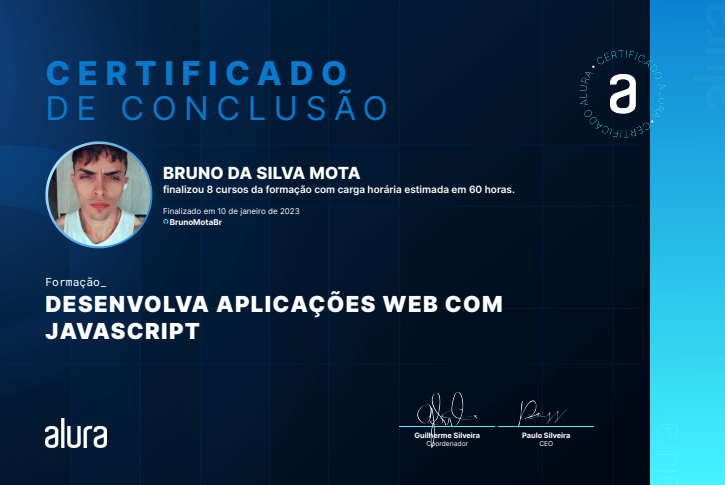 CERTIFICADO
DE CONCLUSÃO
CERTIFICADO ALURA • CERTIFICADO ALURA •
a
BRUNO DA SILVA MOTA
finalizou 8 cursos da formação com carga horária estimada em 60 horas.
Finalizado em 10 de janeiro de 2023
BrunoMotaBr
Formação_
DESENVOLVA APLICAÇÕES WEB COM
JAVASCRIPT
alura
Guilherme Silveira
Coordenador
Paulo Silveira
CEO
alura
alura